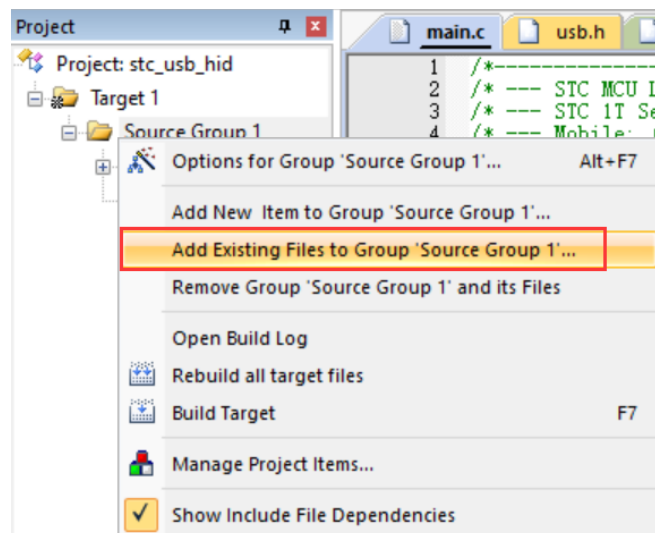 Project
main.c
usb.h
Project: stc_usb_hid
Target 1
Source Group 1
1 /*---------------
2 /* --- STC MCU
3 /* --- STC 1T Se
4 /* --- Mobile:
Options for Group 'Source Group 1'... Alt+F7
Add New Item to Group 'Source Group 1'...
Add Existing Files to Group 'Source Group 1'...
Remove Group 'Source Group 1' and its Files
Open Build Log
Rebuild all target files
Build Target F7
Manage Project Items...
Show Include File Dependencies